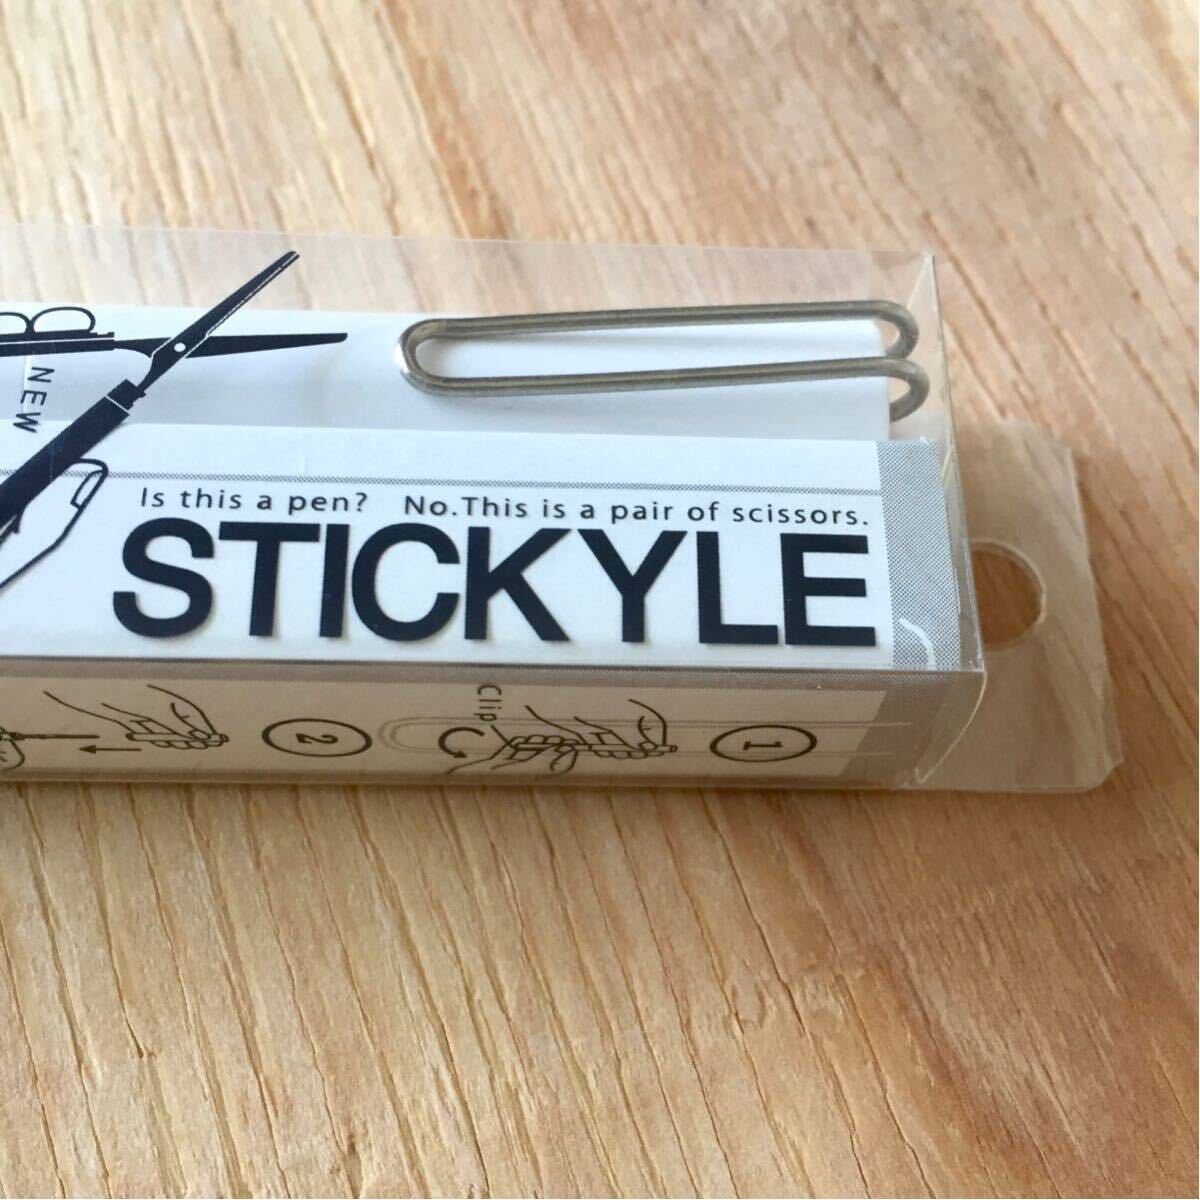 NEW
Is this a pen? No.This is a pair of scissors.
STICKYLE
Clip
2
1